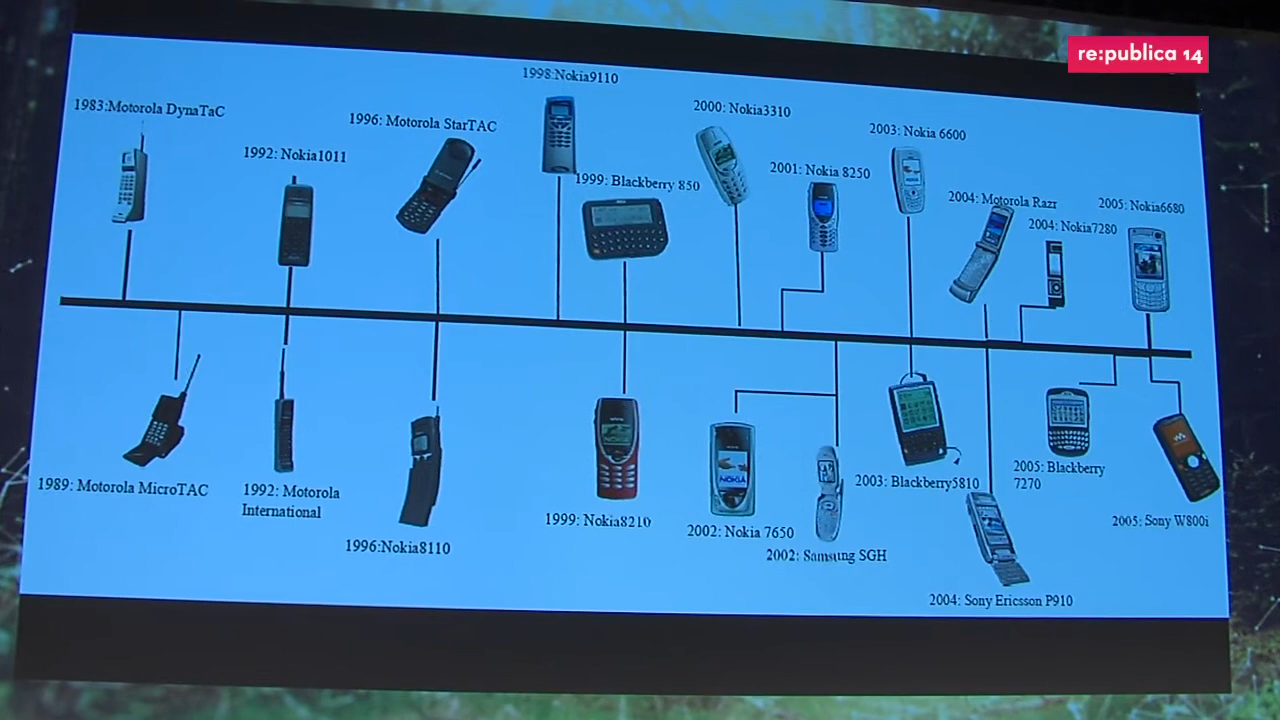 re:publica 14
1998:Nokia9110
1983:Motorola DynaTaC
1996: Motorola StarTAC
2000: Nokia3310
2003: Nokia 6600
1992: Nokia1011
1999: Blackberry 850
2001: Nokia 8250
2004: Motorola Razr
2005: Nokia6680
2004: Nokia7280
1989: Motorola MicroTAC
1992: Motorola
International
1996:Nokia8110
1999: Nokia8210
2002: Nokia 7650
2002: Samsung SGH
2003: Blackberry5810
2004: Sony Ericsson P910
2005: Blackberry
7270
2005: Sony W800i
NOKIA